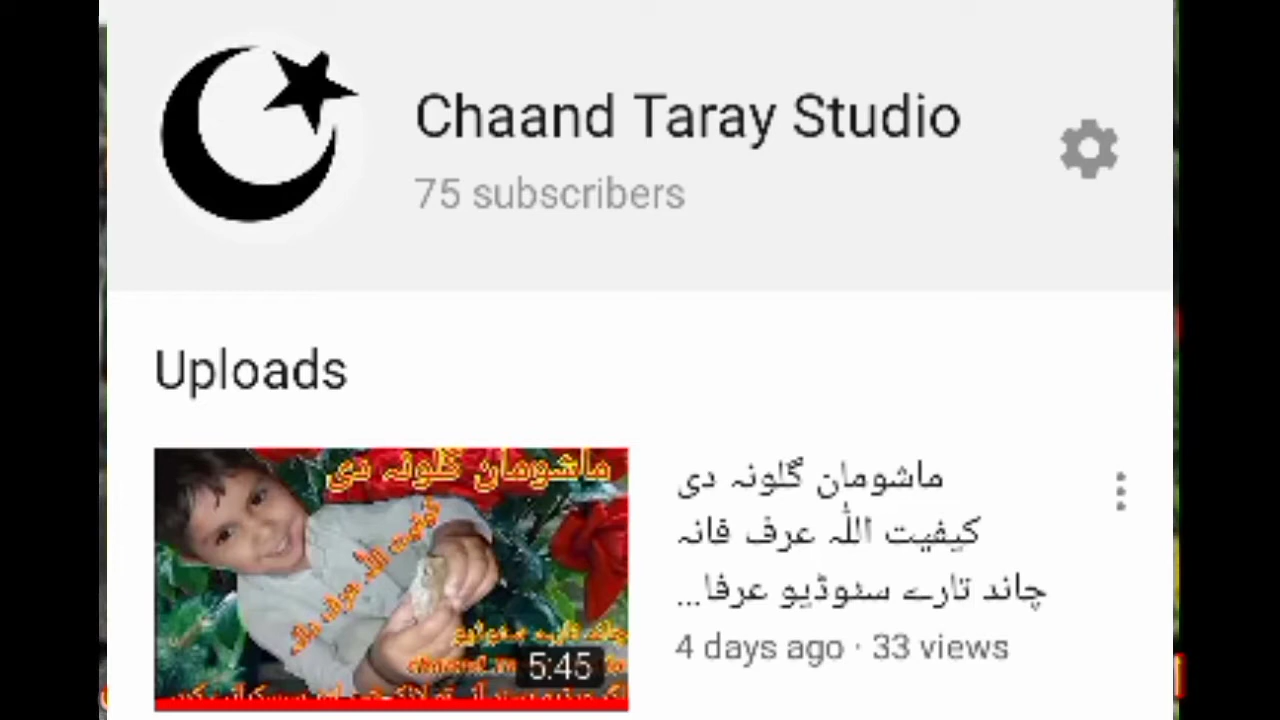 Chaand Taray Studio
75 subscribers
Uploads
ماشومان گلونہ دی
5:45
ماشومان گلونہ دی
کیفیت اللہ عرف فانہ
چاند تارے سٹوڈیو عرفا...
4 days ago · 33 views